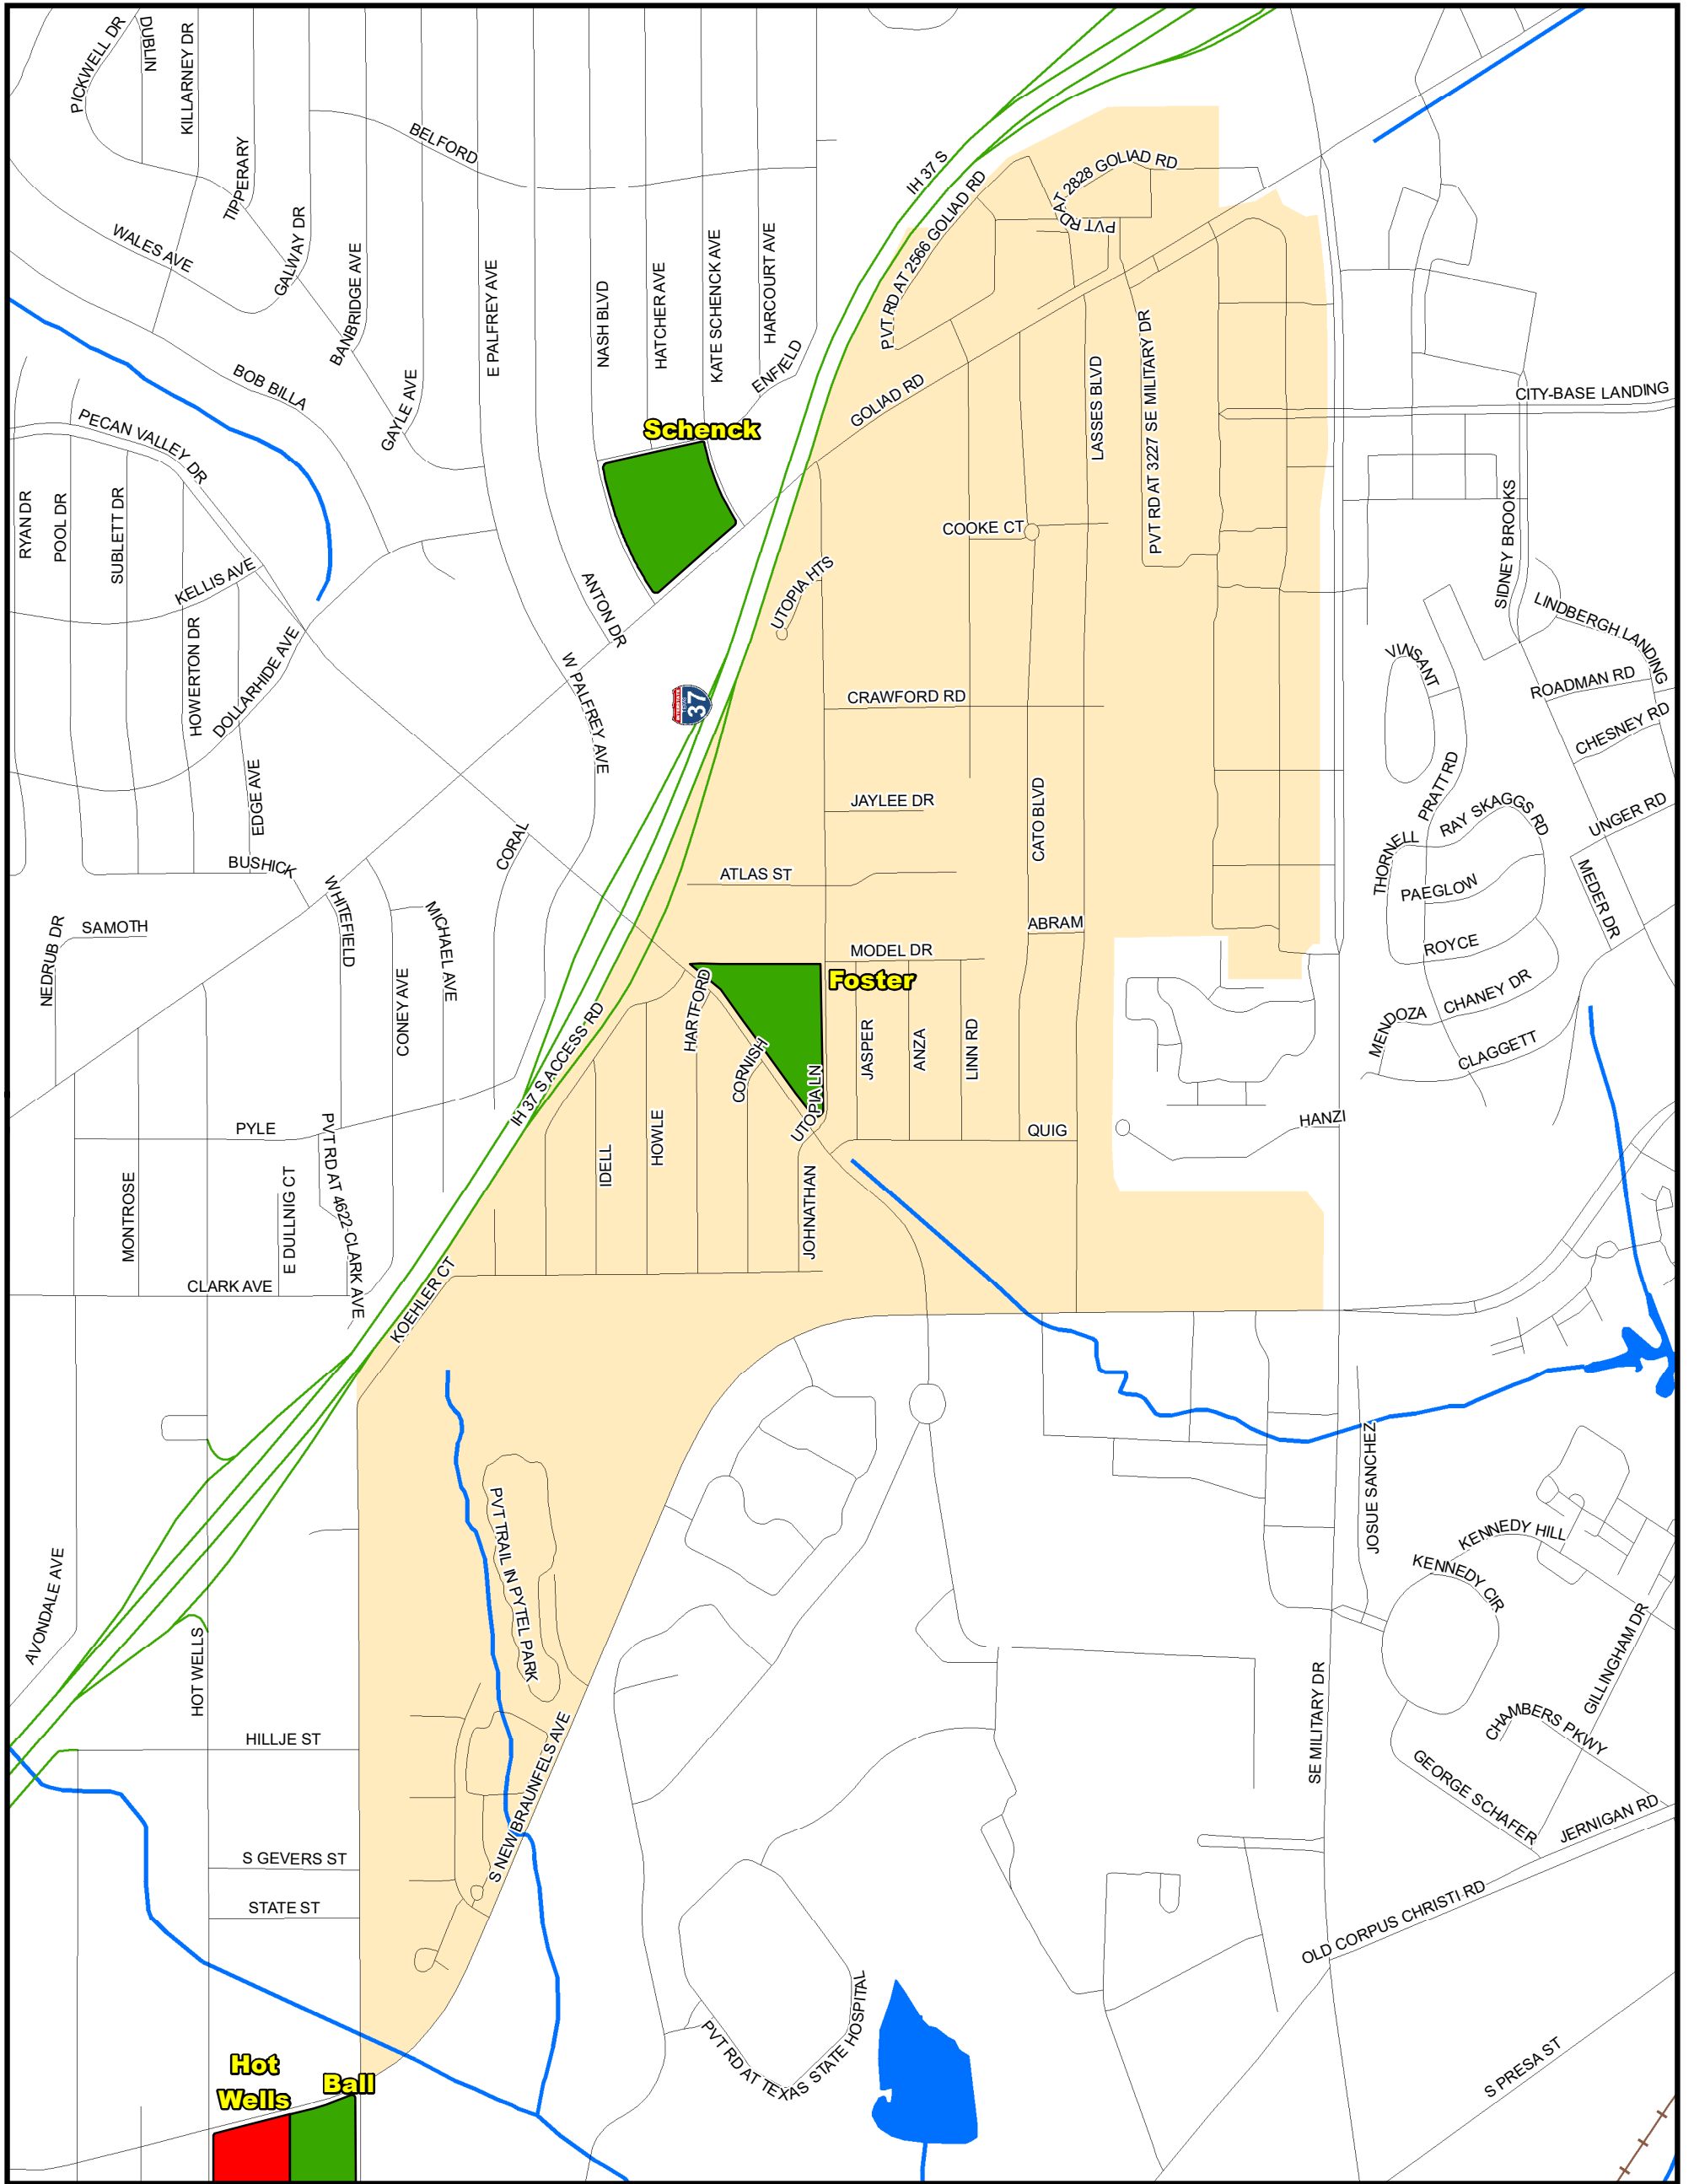 PICKWELL DR
DUBLIN
KILLARNEY DR
TIPPERARY
BELFORD
WALES AVE
GALWAY DR
BANBRIDGE AVE
E PALFREY AVE
NASH BLVD
HATCHER AVE
KATE SCHENCK AVE
HARCOURT AVE
ENFIELD
IH 37 S
PVT RD AT 2566 GOLIAD RD
PVT RD AT 2828 GOLIAD RD
GOLIAD RD
LASSES BLVD
PVT RD AT 3227 SE MILITARY DR
CITY-BASE LANDING
BOB BILLA
GAYLE AVE
PECAN VALLEY DR
Schenck
RYAN DR
POOL DR
SUBLETT DR
KELLIS AVE
HOWERTON DR
DOLLARHIDE AVE
ANTON DR
W PALFREY AVE
UTOPIA HTS
COOKE CT
SIDNEY BROOKS
LINDBERGH LANDING
VINSANT
ROADMAN RD
CHESNEY RD
CRAWFORD RD
INTERSTATE
37
EDGE AVE
BUSHICK
CORAL
JAYLEE DR
CATO BLVD
PRATT RD
RAY SKAGGS RD
UNGER RD
THORNELL
ATLAS ST
PAEGLOW
MEDER DR
WHITEFIELD
MICHAEL AVE
SAMOTH
NEDRUB DR
CONEY AVE
ABRAM
MODEL DR
Foster
ROYCE
CHANEY DR
MENDOZA
CLAGGETT
HARTFORD
CORNISH
UTOPIA LN
JASPER
ANZA
LINN RD
IH 37 S ACCESS RD
HANZI
PYLE
QUIG
MONTROSE
E DULLNIG CT
PVT RD AT 4622 CLARK AVE
IDELL
HOWLE
JOHNATHAN
CLARK AVE
KOEHLER CT
JOSUE SANCHEZ
AVONDALE AVE
HOT WELLS
PVT TRAIL IN PYTEL PARK
KENNEDY HILL
KENNEDY CIR
GILLINGHAM DR
CHAMBERS PKWY
SE MILITARY DR
HILLJE ST
S NEW BRAUNFELS AVE
GEORGE SCHAFER
JERNIGAN RD
S GEVERS ST
STATE ST
OLD CORPUS CHRISTI RD
PVT RD AT TEXAS STATE HOSPITAL
S PRESA ST
Hot
Wells
Ball